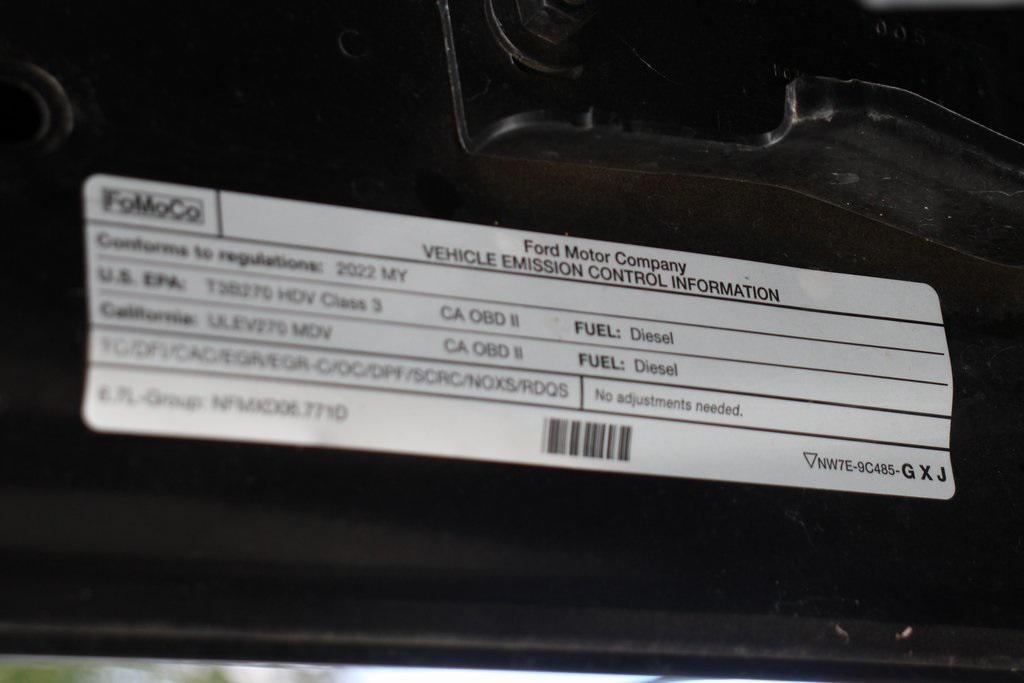 FoMoCo
Ford Motor Company
VEHICLE EMISSION CONTROL INFORMATION
Conforms to regulations: 2022 MY
U.S. EPA: T3B270 HDV Class 3 CA OBD II FUEL: Diesel
California: ULEV270 MDV CA OBD II FUEL: Diesel
TC/DFI/CAC/EGR/EGR-C/OC/DPF/SCRC/NOXS/RDQS No adjustments needed.
6.7L-Group: NFMXD06.771D
▽NW7E-9C485-GXJ
005